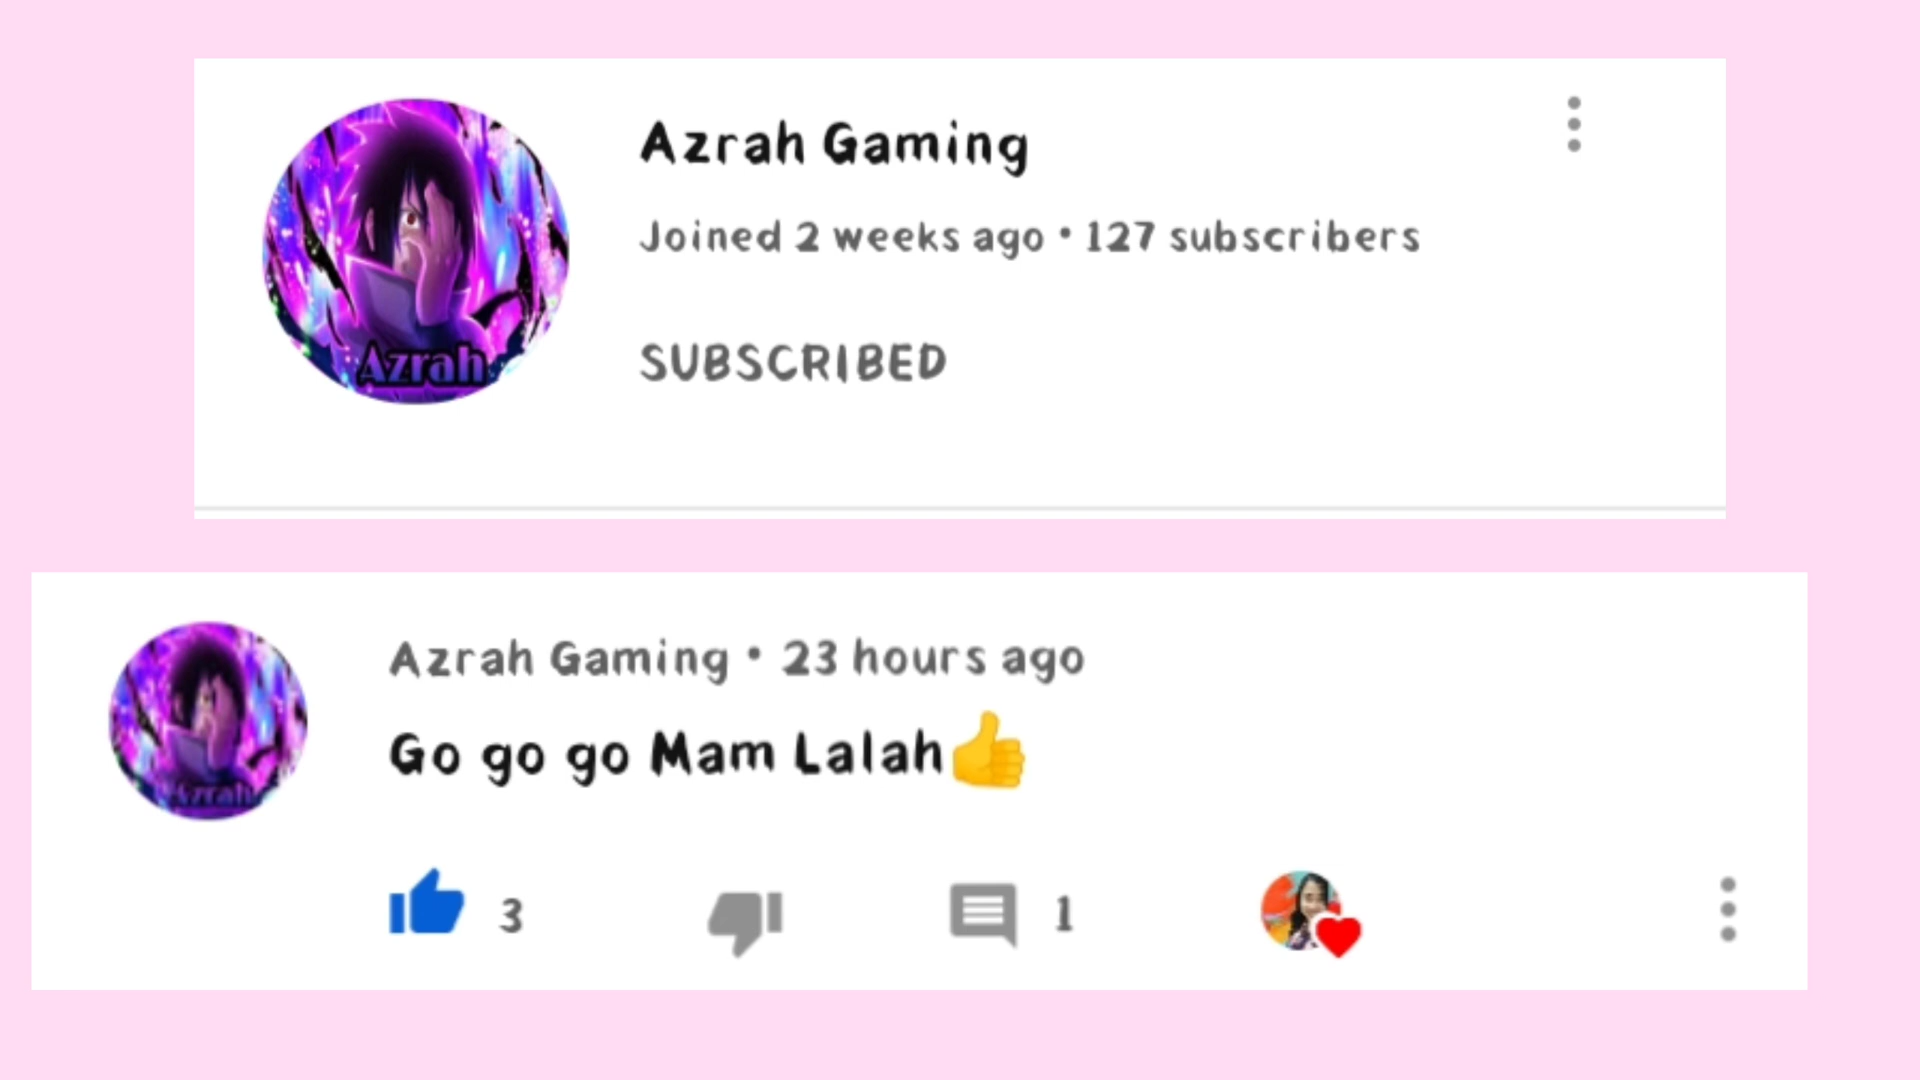 Azrah Gaming
Joined 2 weeks ago • 127 subscribers
SUBSCRIBED
Azrah
Azrah Gaming • 23 hours ago
Go go go Mam Lalah👍
Azrah
3
1